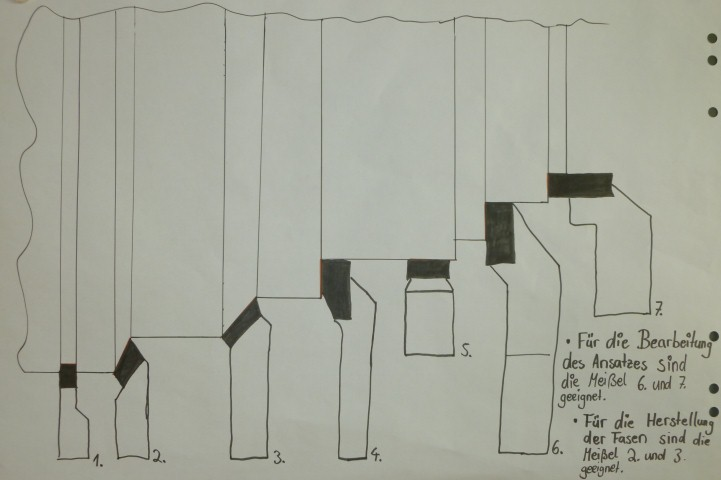 1.
2.
3.
4.
5.
6.
7.
• Für die Bearbeitung
des Ansatzes sind
die Meißel 6. und 7.
geeignet.
• Für die Herstellung
der Fasen sind die
Meißel 2. und 3.
geeignet.